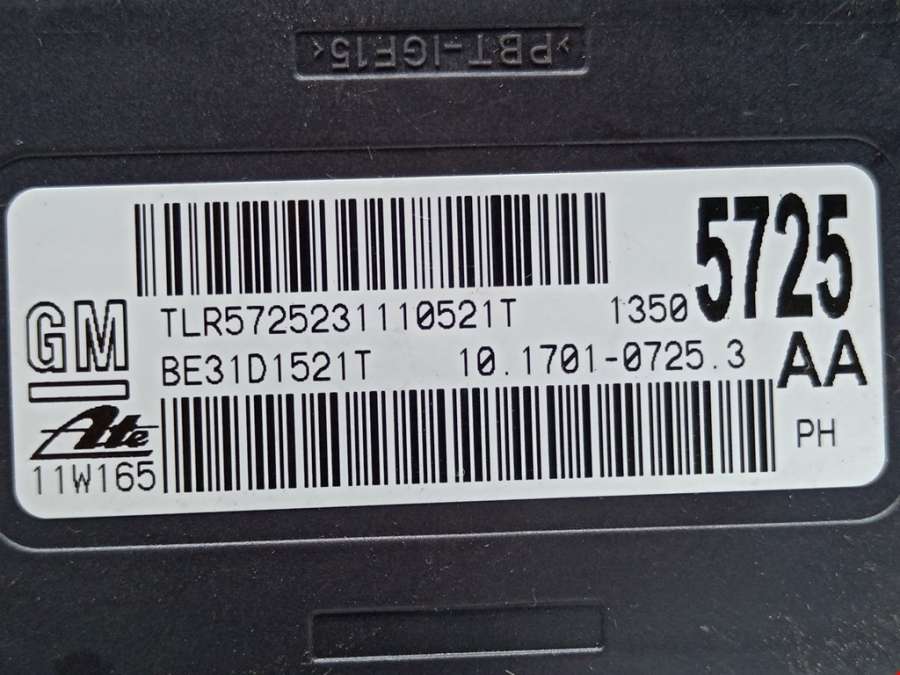 >PBT-IGF15<
GM
TLR5725231110521T
1350 5725
BE31D1521T
10.1701-0725.3
AA
Ate
11W165
PH